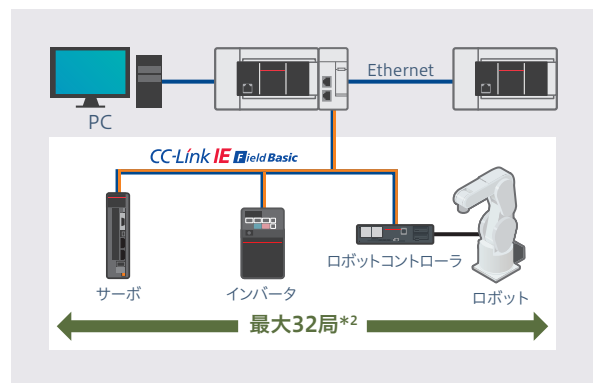 Ethernet
PC
CC-Link IE Field Basic
ロボットコントローラ
サーボ
インバータ
ロボット
最大32局*2